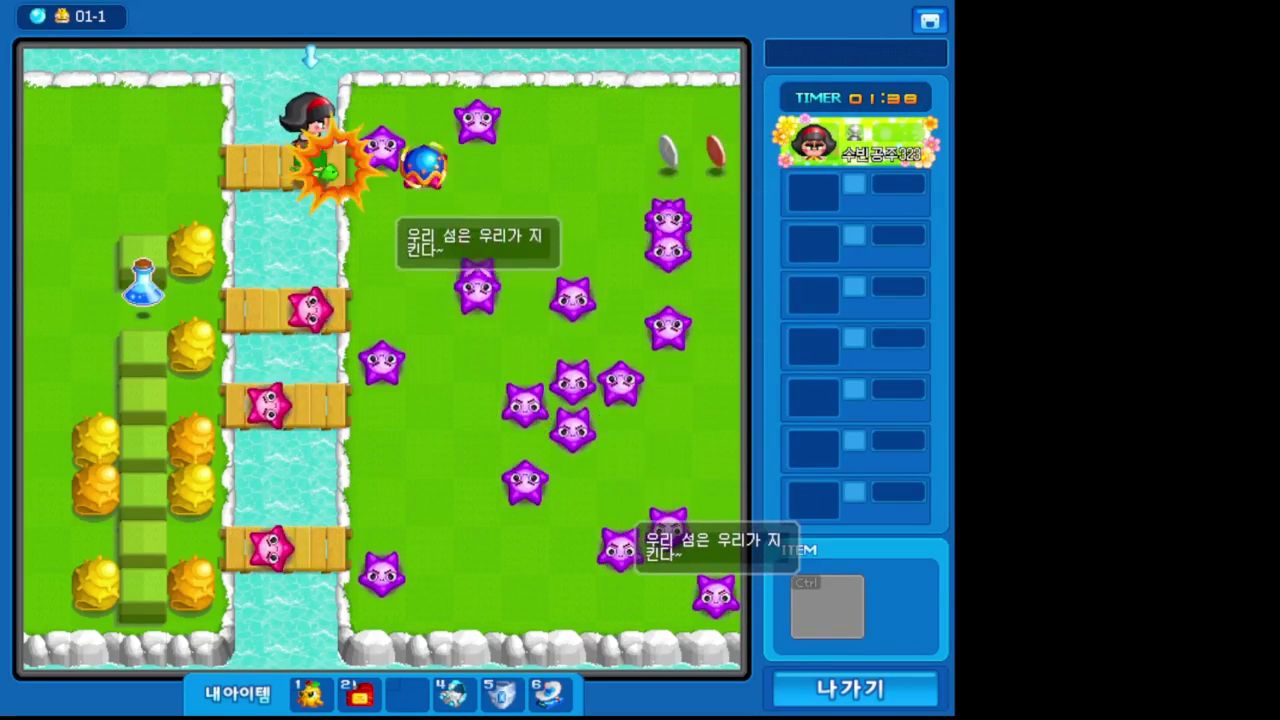 01-1
TIMER 01:38
수빈공주323
우리 섬은 우리가 지
킨다~
우리 섬은 우리가 지
킨다~
ITEM
Ctrl
내아이템
1
2
4
5
6
나가기